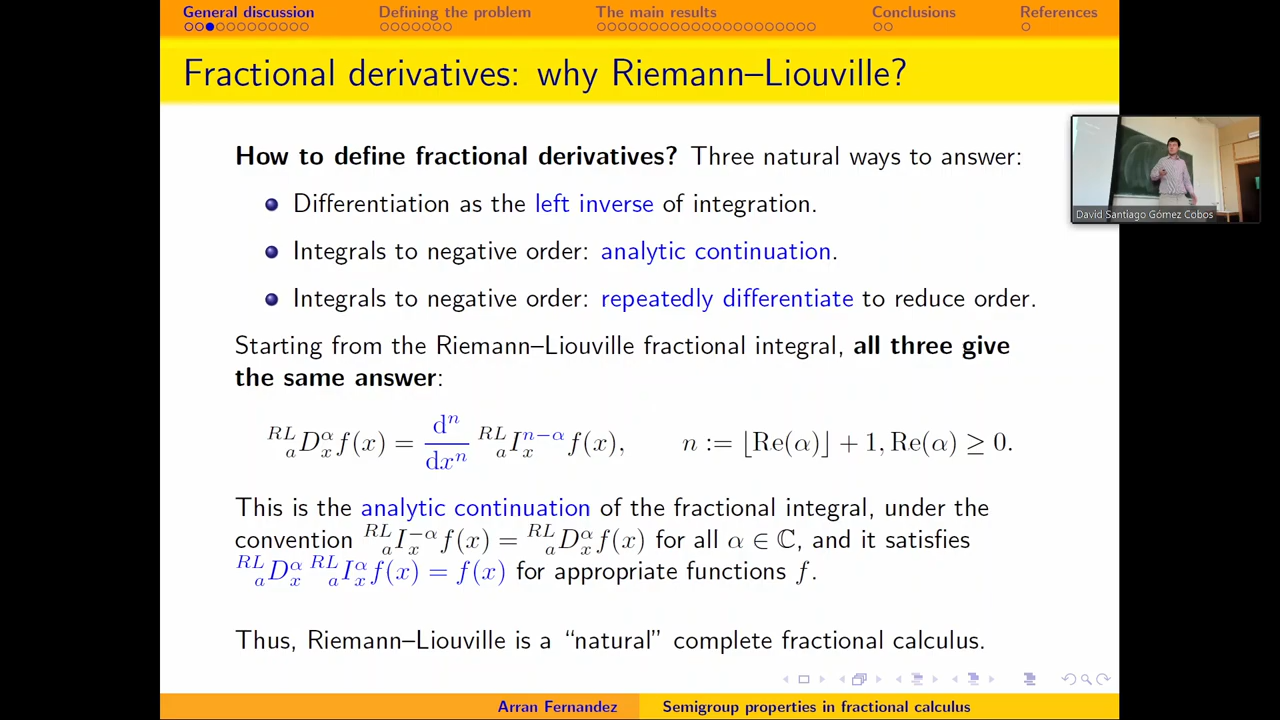 General discussion Defining the problem The main results Conclusions References
Fractional derivatives: why Riemann–Liouville?
How to define fractional derivatives? Three natural ways to answer:
Differentiation as the left inverse of integration.
Integrals to negative order: analytic continuation.
Integrals to negative order: repeatedly differentiate to reduce order.
Starting from the Riemann–Liouville fractional integral, all three give
the same answer:
$^{RL}_{a}D^{\alpha}_{x}f(x) = \frac{\mathrm{d}^n}{\mathrm{d}x^n}\,^{RL}_{a}I^{n-\alpha}_{x}f(x), \quad n := \lfloor \mathrm{Re}(\alpha) \rfloor + 1, \mathrm{Re}(\alpha) \geq 0.$
This is the analytic continuation of the fractional integral, under the
convention $^{RL}_{a}I^{-\alpha}_{x}f(x) = {}^{RL}_{a}D^{\alpha}_{x}f(x)$ for all $\alpha \in \mathbb{C}$, and it satisfies
$^{RL}_{a}D^{\alpha}_{x}\,^{RL}_{a}I^{\alpha}_{x}f(x) = f(x)$ for appropriate functions $f$.
Thus, Riemann–Liouville is a “natural” complete fractional calculus.
Arran Fernandez Semigroup properties in fractional calculus
David Santiago Gómez Cobos